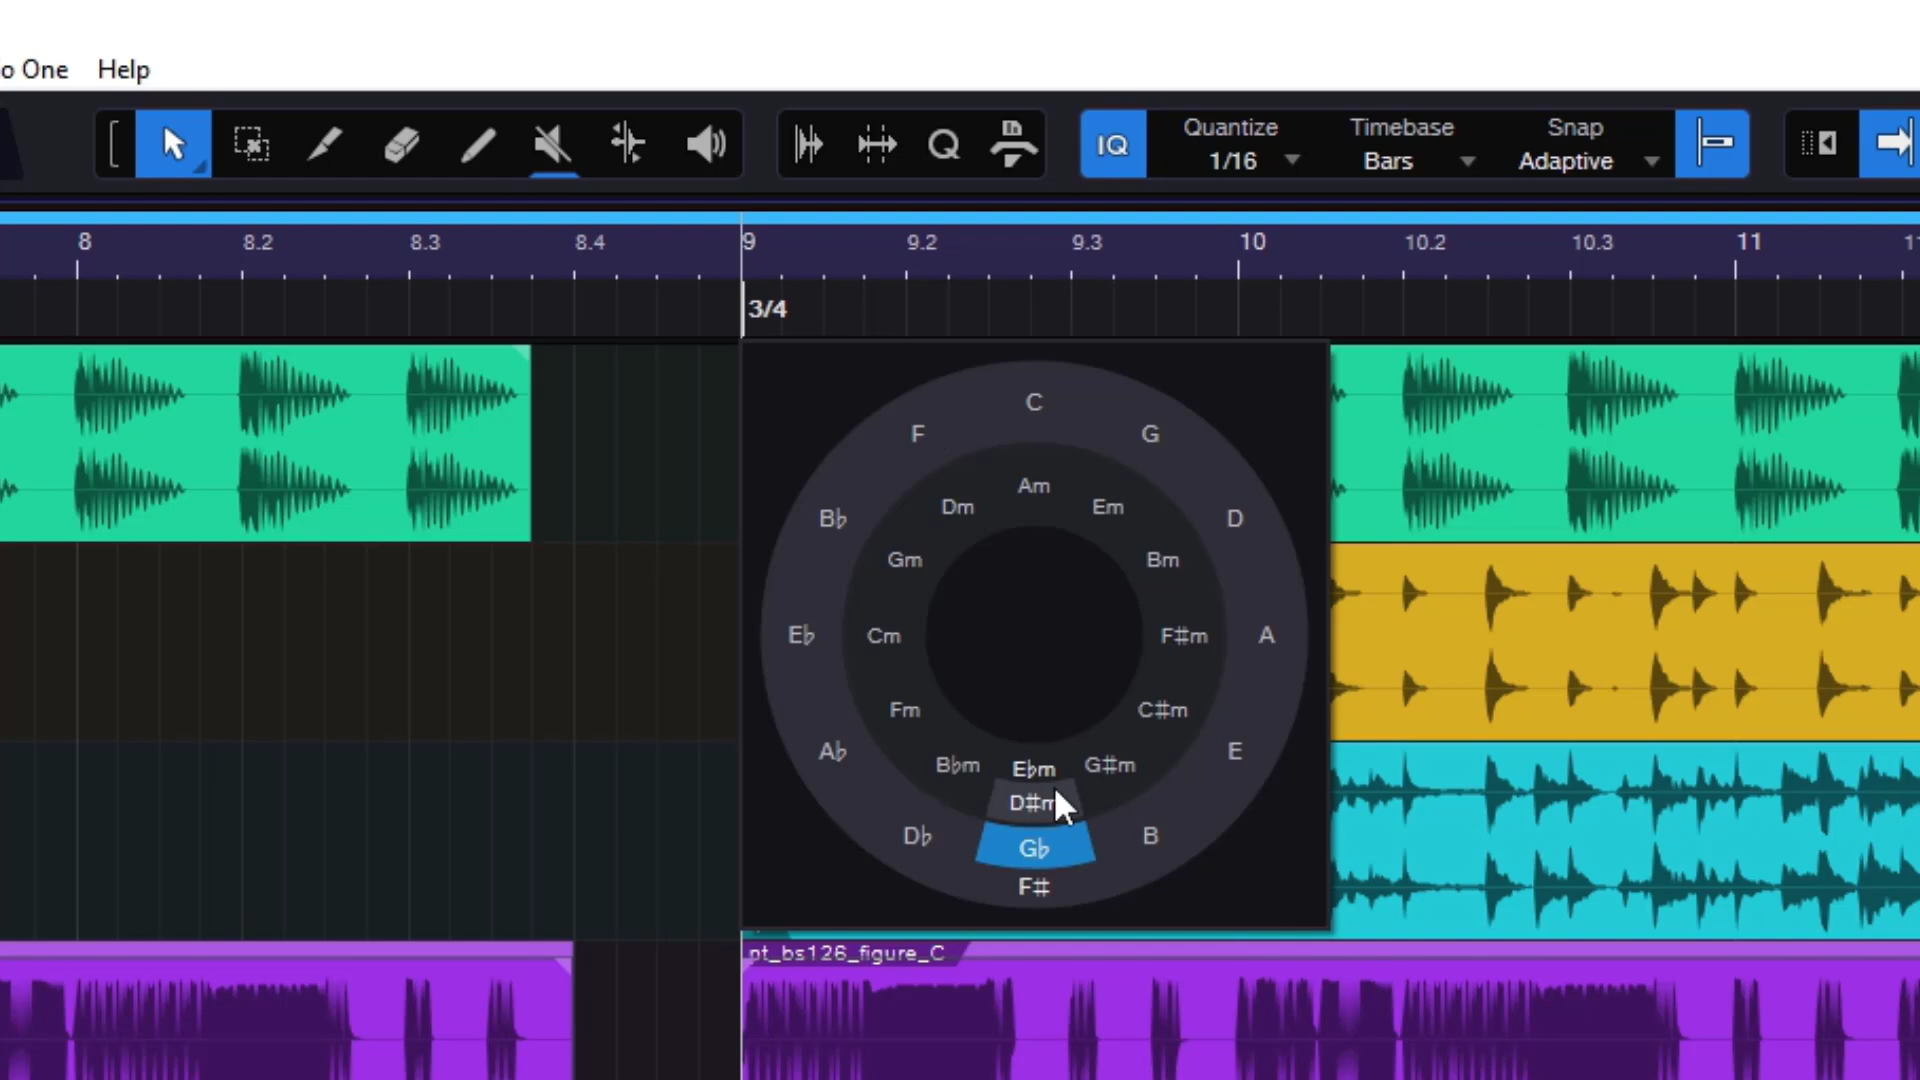 o One Help
IQ Quantize Timebase Snap
1/16 Bars Adaptive
8 8.2 8.3 8.4 9 9.2 9.3 10 10.2 10.3 11
3/4
C
F G
Am
Dm Em
B♭ D
Gm Bm
E♭ Cm F#m A
Fm C#m
A♭ E
B♭m E♭m G#m
D#m
D♭ B
G♭
F#
pt_bs126_figure_C